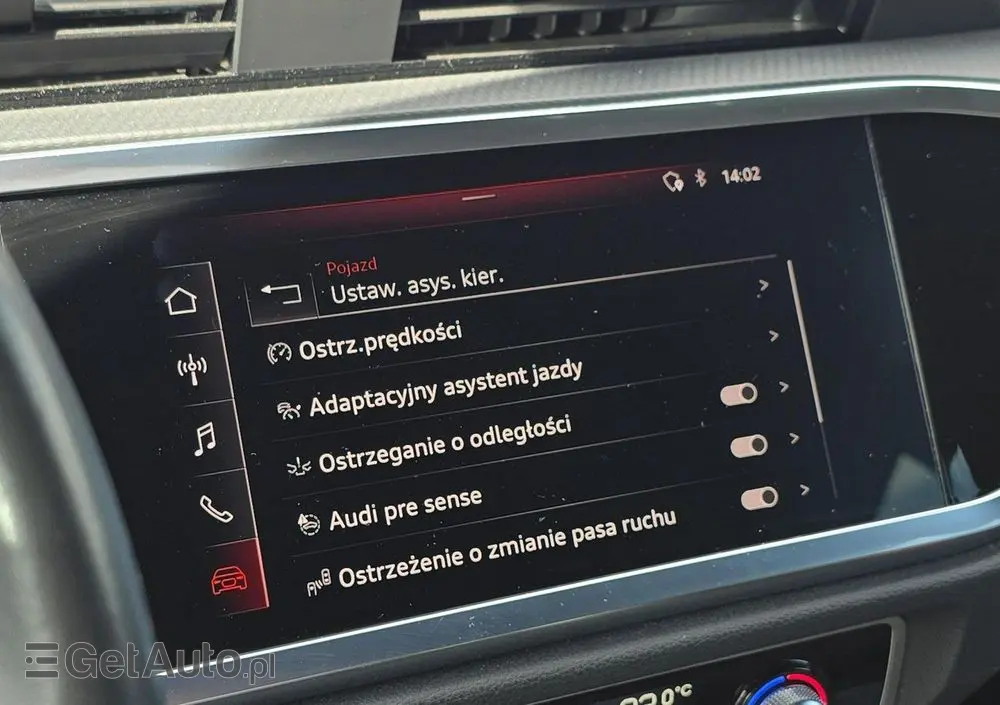 14:02
Pojazd
Ustaw. asys. kier.
Ostrz.prędkości
Adaptacyjny asystent jazdy
Ostrzeganie o odległości
Audi pre sense
Ostrzeżenie o zmianie pasa ruchu
GetAuto.pl